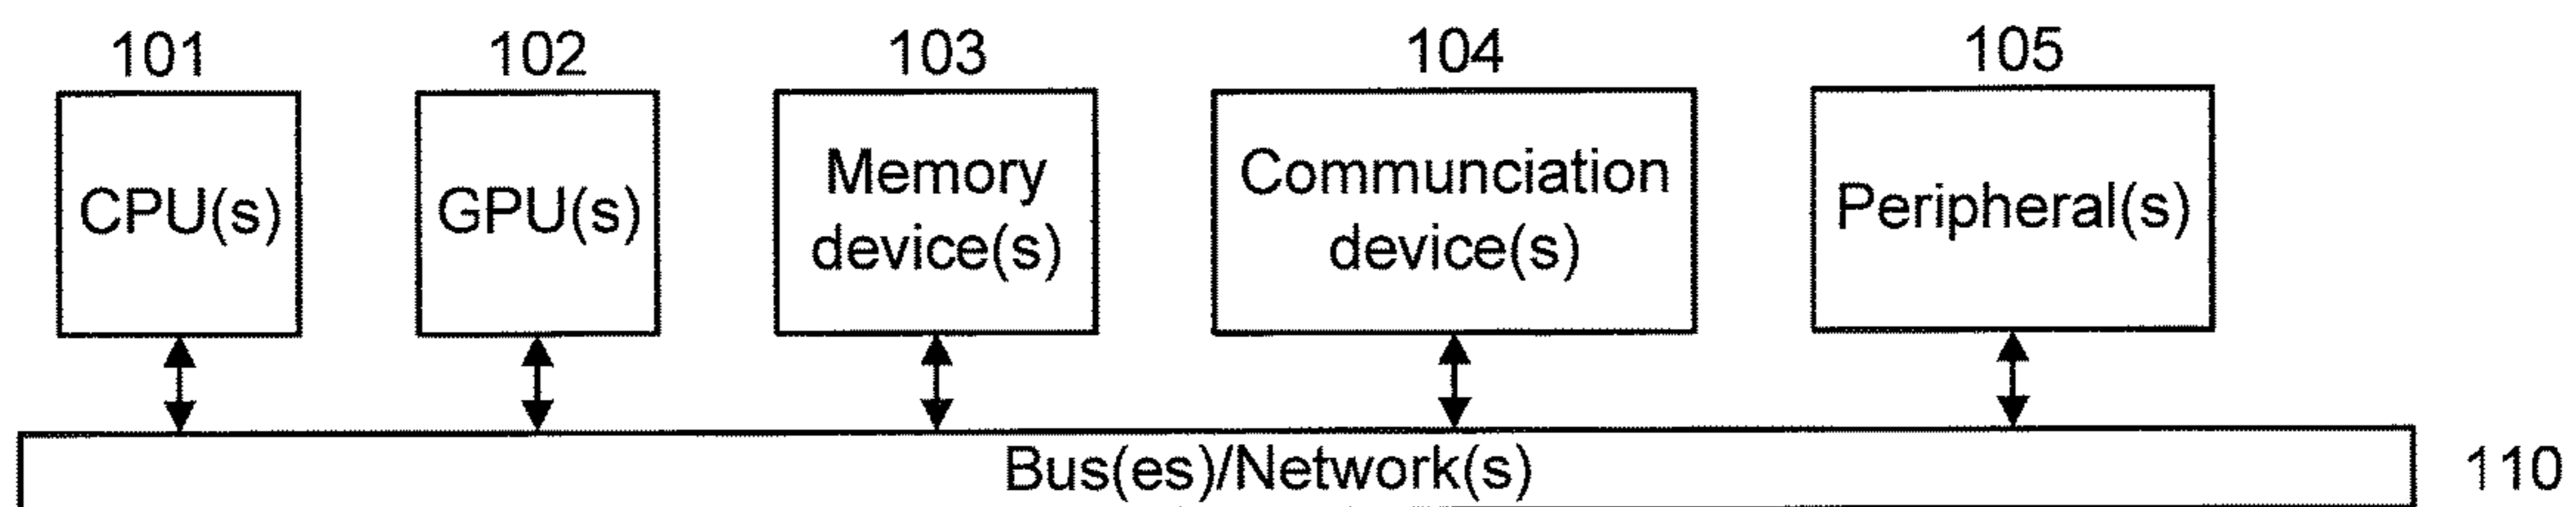 101
102
103
104
105
CPU(s)
GPU(s)
Memory
device(s)
Communciation
device(s)
Peripheral(s)
Bus(es)/Network(s)
110